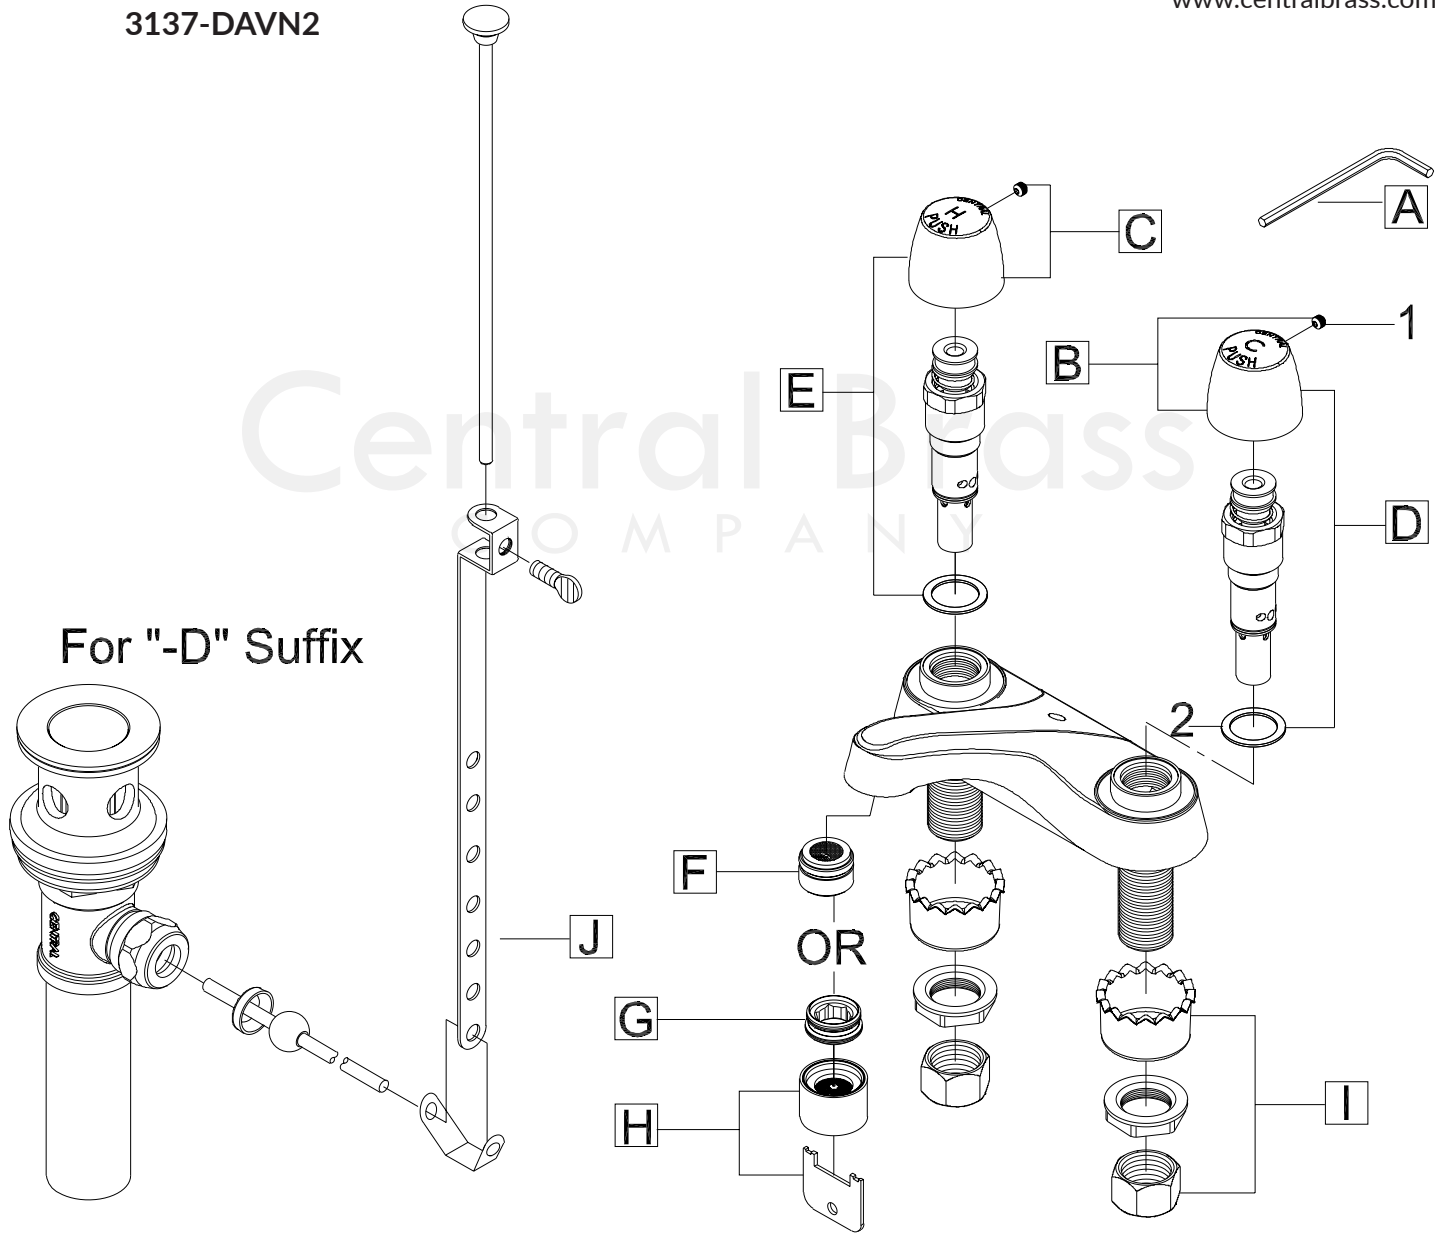 3137-DAVN2
www.centralbrass.com
A
CENTRAL
H
PUSH
C
1
CENTRAL
C
PUSH
B
E
Central Brass
COMPANY
D
For "-D" Suffix
2
F
CENTRAL
J
OR
G
H
I